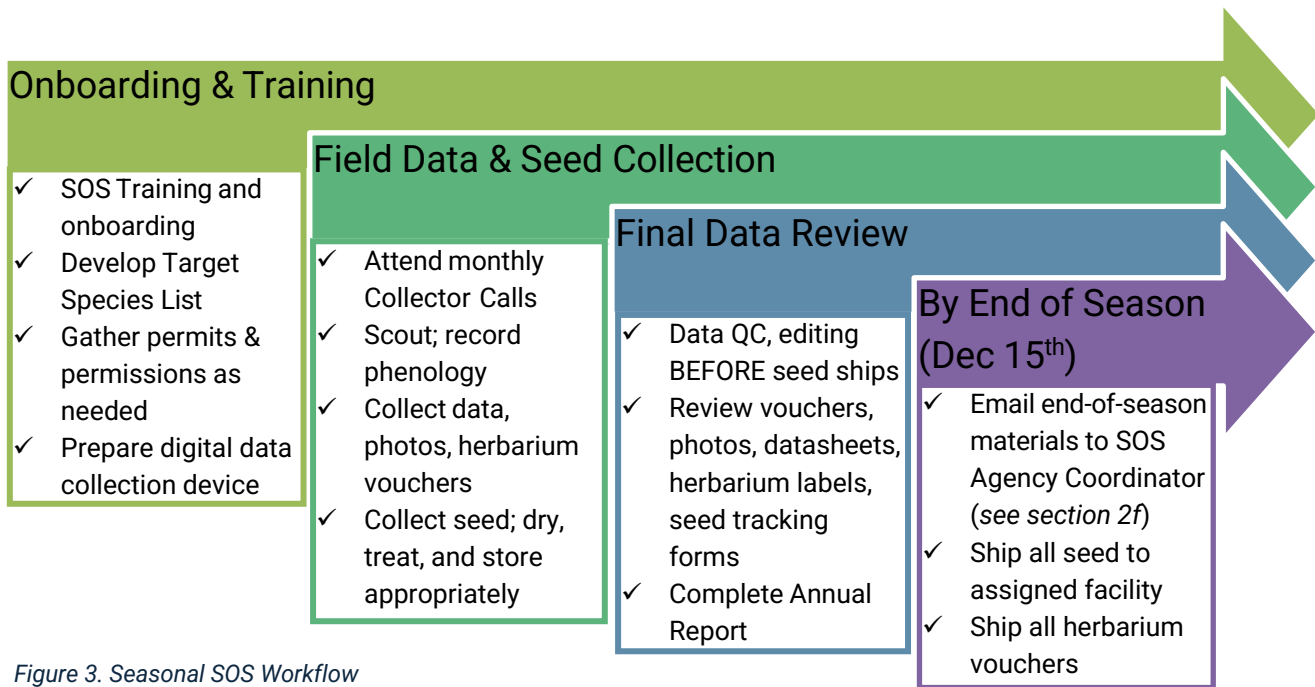 Onboarding & Training
✓ SOS Training and
onboarding
✓ Develop Target
Species List
✓ Gather permits &
permissions as
needed
✓ Prepare digital data
collection device
Field Data & Seed Collection
✓ Attend monthly
Collector Calls
✓ Scout; record
phenology
✓ Collect data,
photos, herbarium
vouchers
✓ Collect seed; dry,
treat, and store
appropriately
Final Data Review
✓ Data QC, editing
BEFORE seed ships
✓ Review vouchers,
photos, datasheets,
herbarium labels,
seed tracking
forms
✓ Complete Annual
Report
By End of Season
(Dec 15th)
✓ Email end-of-season
materials to SOS
Agency Coordinator
(see section 2f)
✓ Ship all seed to
assigned facility
✓ Ship all herbarium
vouchers
Figure 3. Seasonal SOS Workflow